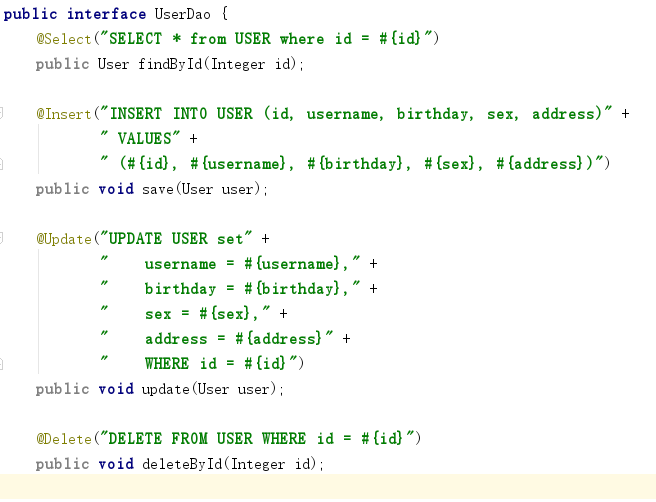 public interface UserDao {
@Select("SELECT * from USER where id = #{id}")
public User findById(Integer id);
@Insert("INSERT INTO USER (id, username, birthday, sex, address)" +
" VALUES" +
" (#{id}, #{username}, #{birthday}, #{sex}, #{address})")
public void save(User user);
@Update("UPDATE USER set" +
"    username = #{username}," +
"    birthday = #{birthday}," +
"    sex = #{sex}," +
"    address = #{address}" +
"    WHERE id = #{id}")
public void update(User user);
@Delete("DELETE FROM USER WHERE id = #{id}")
public void deleteById(Integer id);